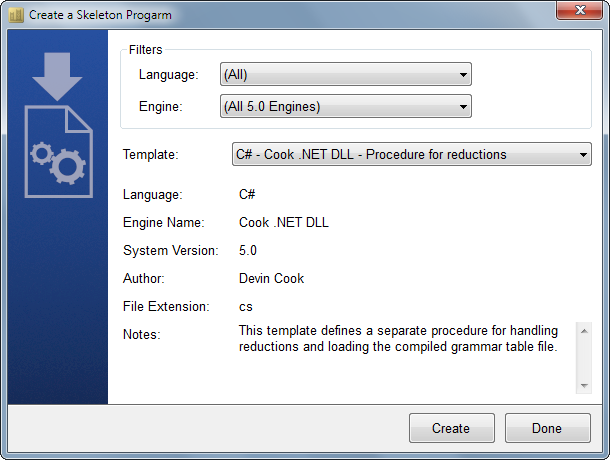 Create a Skeleton Progarm
Filters
Language: (All)
Engine: (All 5.0 Engines)
Template: C# - Cook .NET DLL - Procedure for reductions
Language: C#
Engine Name: Cook .NET DLL
System Version: 5.0
Author: Devin Cook
File Extension: cs
Notes: This template defines a separate procedure for handling
reductions and loading the compiled grammar table file.
Create Done